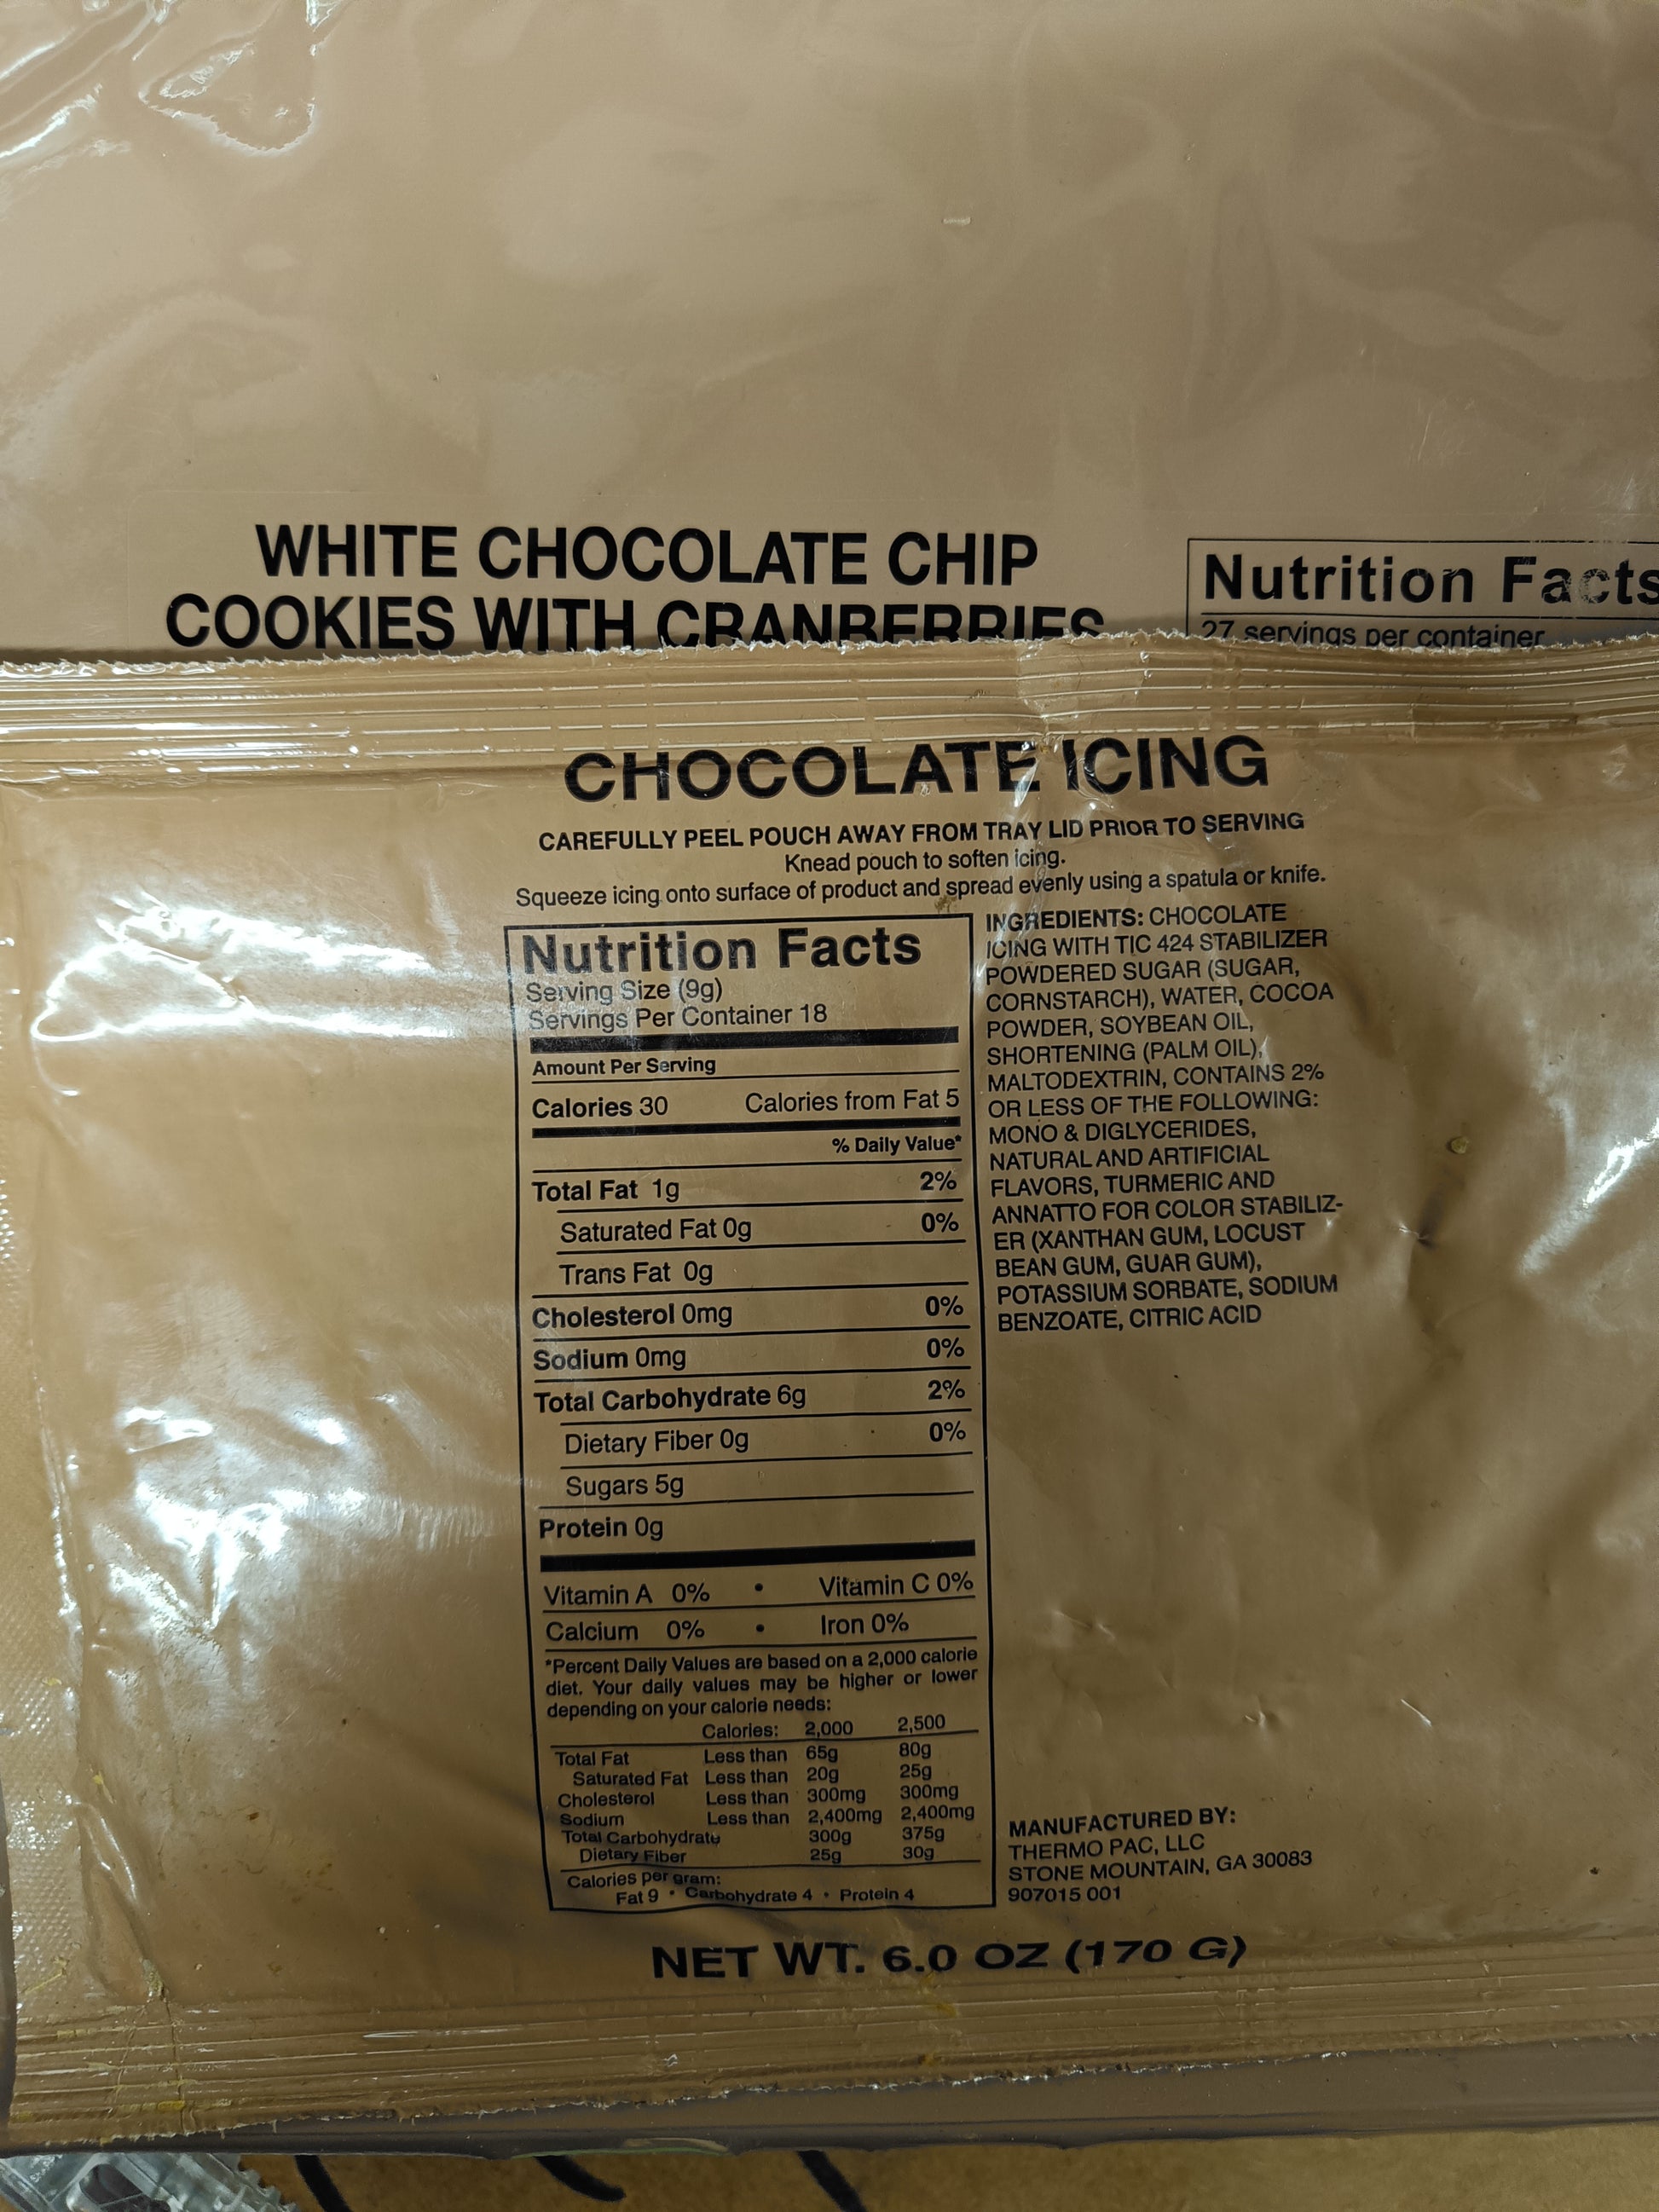 WHITE CHOCOLATE CHIP
COOKIES WITH CRANBERRIES
Nutrition Facts
27 servings per container
CHOCOLATE ICING
CAREFULLY PEEL POUCH AWAY FROM TRAY LID PRIOR TO SERVING
Knead pouch to soften icing.
Squeeze icing onto surface of product and spread evenly using a spatula or knife.
Nutrition Facts
Serving Size (9g)
Servings Per Container 18
Amount Per Serving
Calories 30 Calories from Fat 5
% Daily Value*
Total Fat 1g 2%
Saturated Fat 0g 0%
Trans Fat 0g
Cholesterol 0mg 0%
Sodium 0mg 0%
Total Carbohydrate 6g 2%
Dietary Fiber 0g 0%
Sugars 5g
Protein 0g
Vitamin A 0% • Vitamin C 0%
Calcium 0% • Iron 0%
*Percent Daily Values are based on a 2,000 calorie
diet. Your daily values may be higher or lower
depending on your calorie needs:
Calories: 2,000 2,500
Total Fat Less than 65g 80g
Saturated Fat Less than 20g 25g
Cholesterol Less than 300mg 300mg
Sodium Less than 2,400mg 2,400mg
Total Carbohydrate 300g 375g
Dietary Fiber 25g 30g
Calories per gram:
Fat 9 • Carbohydrate 4 • Protein 4
INGREDIENTS: CHOCOLATE
ICING WITH TIC 424 STABILIZER
POWDERED SUGAR (SUGAR,
CORNSTARCH), WATER, COCOA
POWDER, SOYBEAN OIL,
SHORTENING (PALM OIL),
MALTODEXTRIN, CONTAINS 2%
OR LESS OF THE FOLLOWING:
MONO & DIGLYCERIDES,
NATURAL AND ARTIFICIAL
FLAVORS, TURMERIC AND
ANNATTO FOR COLOR STABILIZ-
ER (XANTHAN GUM, LOCUST
BEAN GUM, GUAR GUM),
POTASSIUM SORBATE, SODIUM
BENZOATE, CITRIC ACID
MANUFACTURED BY:
THERMO PAC, LLC
STONE MOUNTAIN, GA 30083
907015 001
NET WT. 6.0 OZ (170 G)